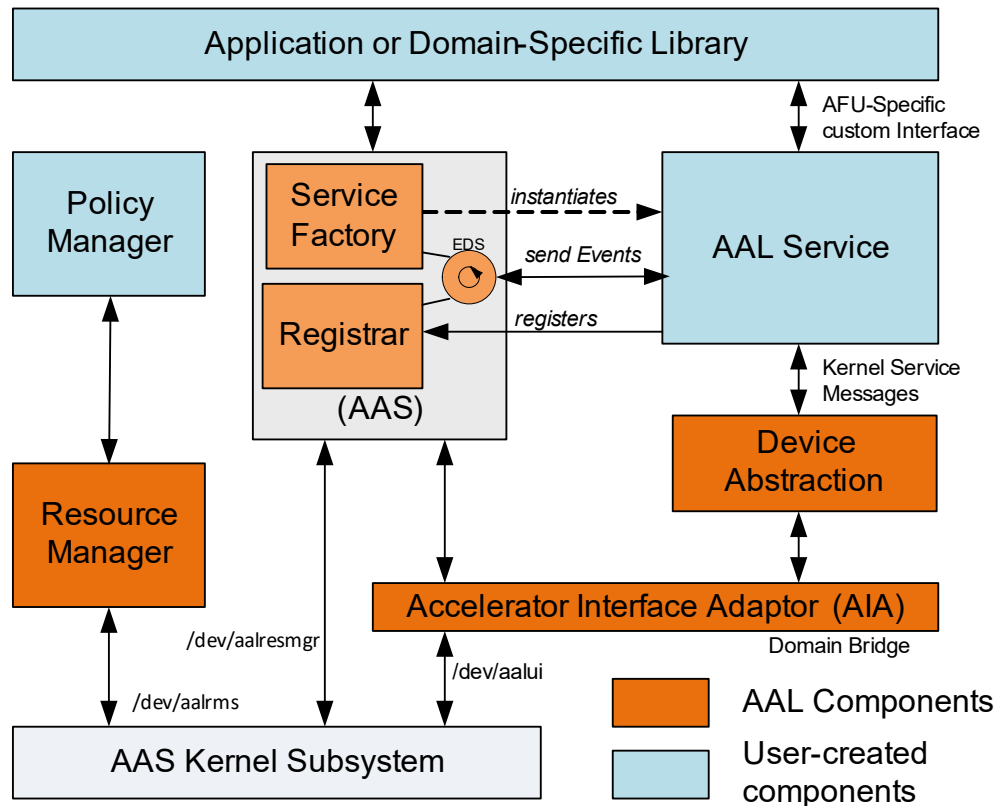 Application or Domain-Specific Library
AFU-Specific
custom Interface
Policy
Manager
Service
Factory
instantiates
EDS
send Events
AAL Service
Registrar
registers
(AAS)
Kernel Service
Messages
Device
Abstraction
Resource
Manager
Accelerator Interface Adaptor (AIA)
/dev/aalresmgr
Domain Bridge
/dev/aalui
/dev/aalrms
AAS Kernel Subsystem
AAL Components
User-created
components